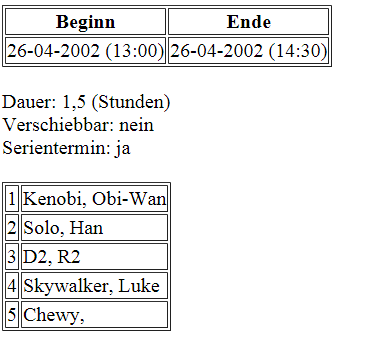 Beginn Ende
26-04-2002 (13:00) 26-04-2002 (14:30)
Dauer: 1,5 (Stunden)
Verschiebbar: nein
Serientermin: ja
1 Kenobi, Obi-Wan
2 Solo, Han
3 D2, R2
4 Skywalker, Luke
5 Chewy,